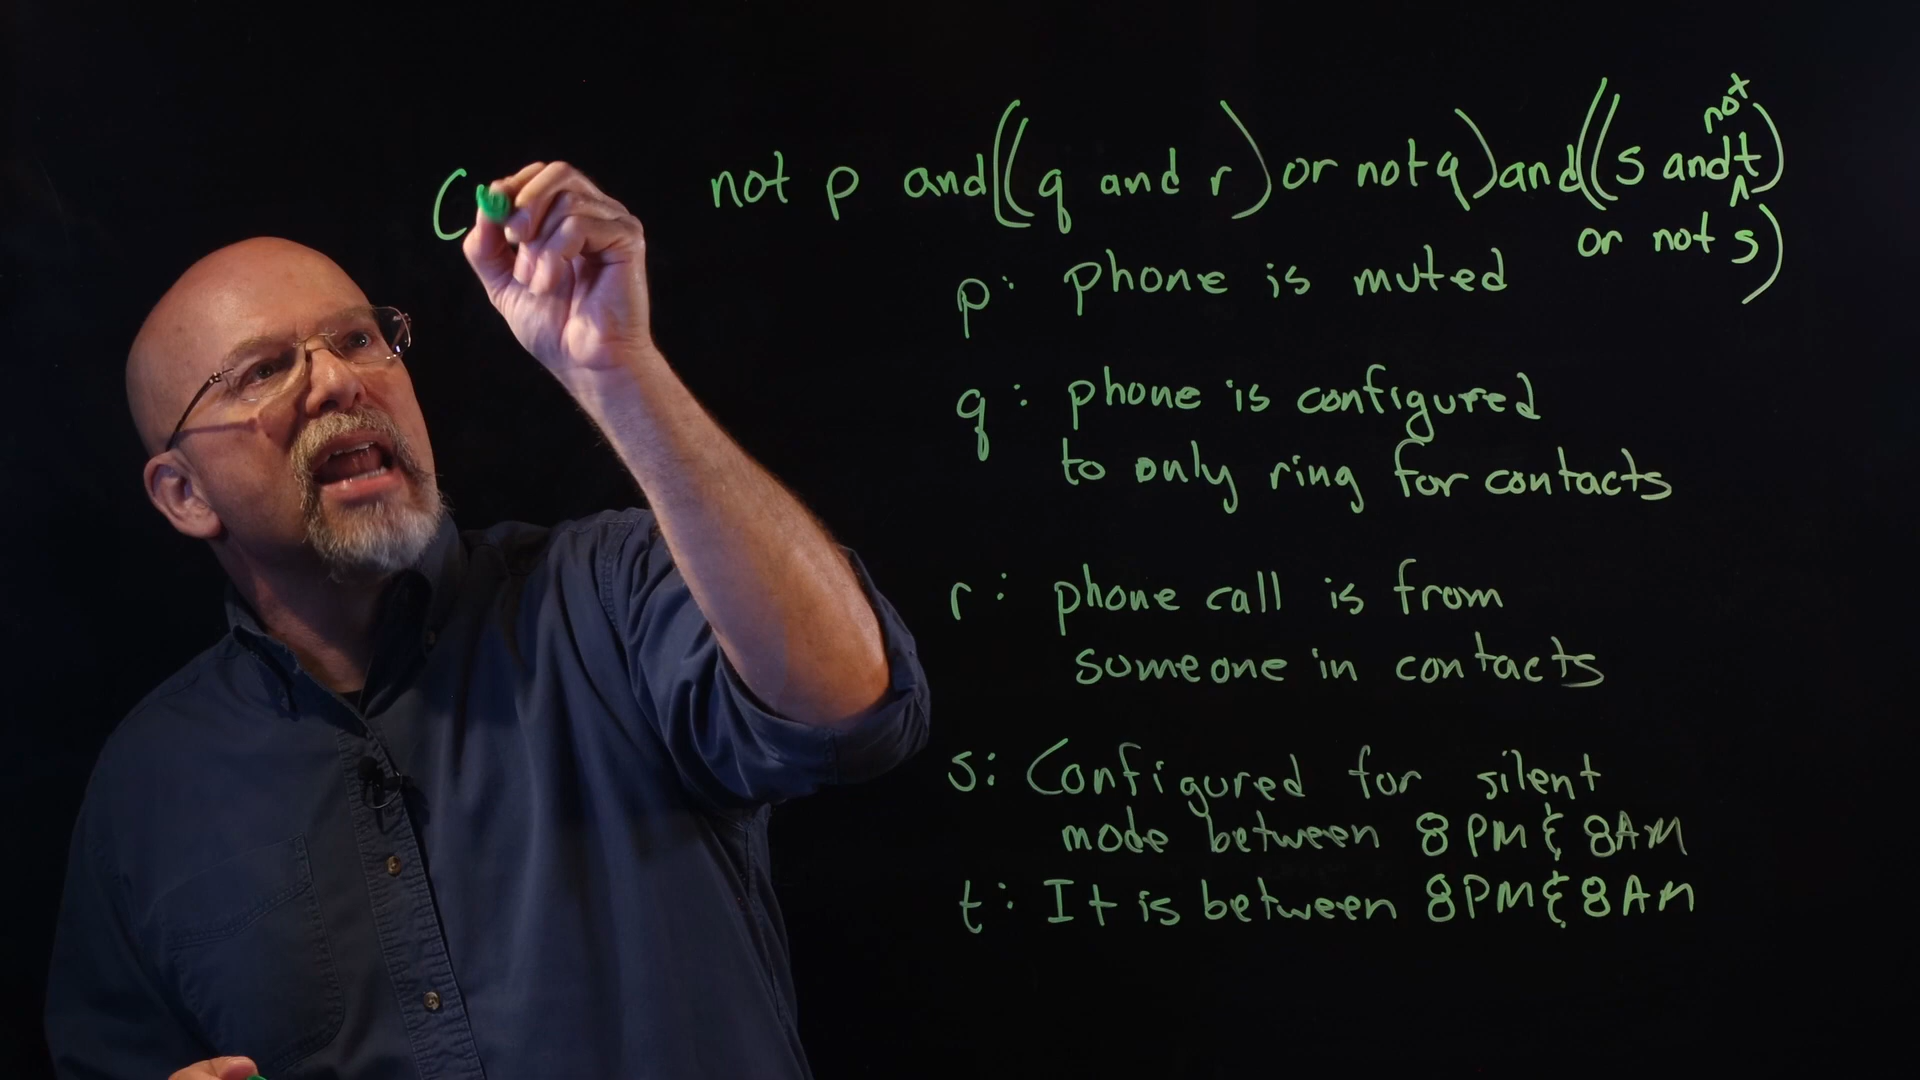 C not p and((q and r) or not q) and((s and not t)
or not s)
p: phone is muted
q: phone is configured
to only ring for contacts
r: phone call is from
someone in contacts
s: Configured for silent
mode between 8 PM & 8AM
t: It is between 8PM & 8AM